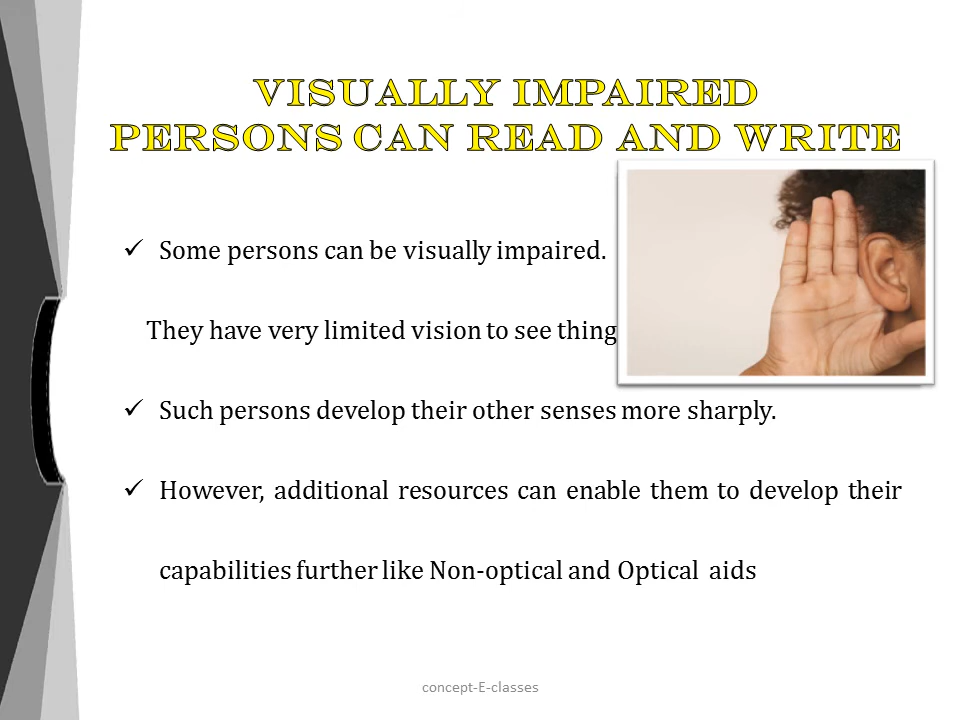 VISUALLY IMPAIRED
PERSONS CAN READ AND WRITE
✓ Some persons can be visually impaired.
They have very limited vision to see thing
✓ Such persons develop their other senses more sharply.
✓ However, additional resources can enable them to develop their
capabilities further like Non-optical and Optical aids
concept-E-classes